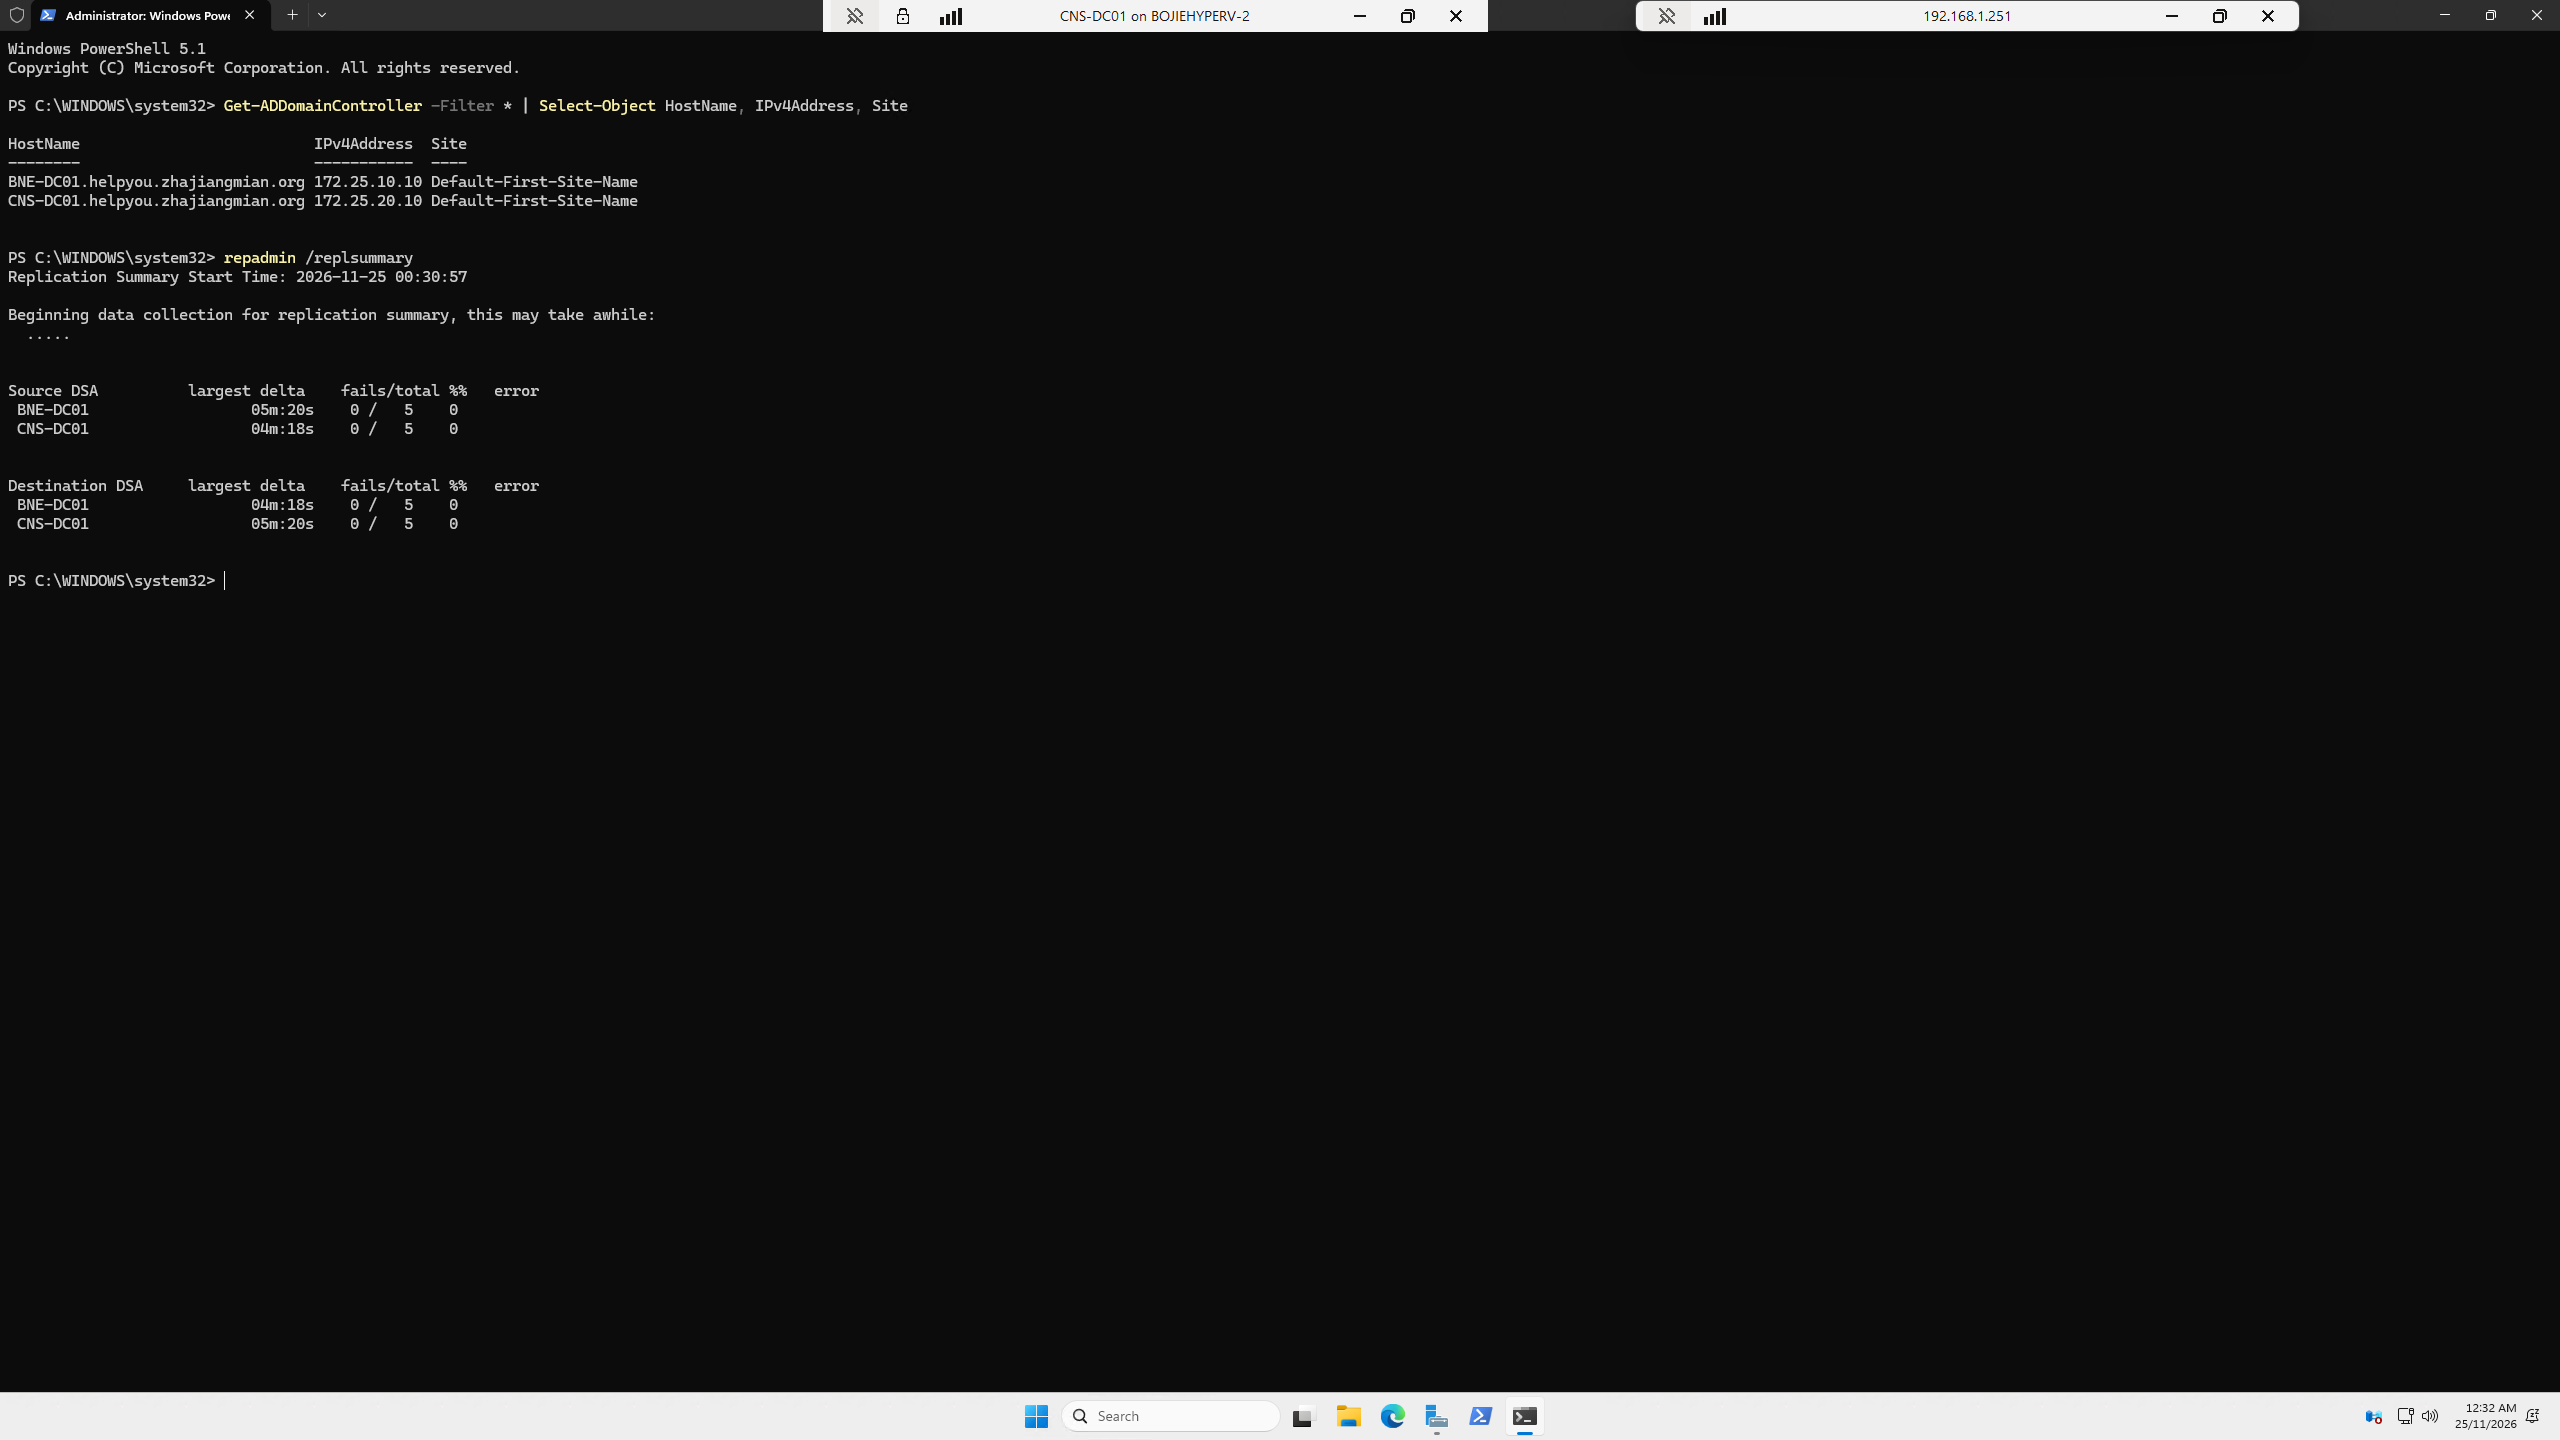 Administrator: Windows Powe
CNS-DC01 on BOJIEHYPERV-2
192.168.1.251
Windows PowerShell 5.1
Copyright (C) Microsoft Corporation. All rights reserved.
PS C:\WINDOWS\system32> Get-ADDomainController -Filter * | Select-Object HostName, IPv4Address, Site
HostName                          IPv4Address  Site
--------                          -----------  ----
BNE-DC01.helpyou.zhajiangmian.org 172.25.10.10 Default-First-Site-Name
CNS-DC01.helpyou.zhajiangmian.org 172.25.20.10 Default-First-Site-Name
PS C:\WINDOWS\system32> repadmin /replsummary
Replication Summary Start Time: 2026-11-25 00:30:57
Beginning data collection for replication summary, this may take awhile:
  .....
Source DSA          largest delta    fails/total %%   error
 BNE-DC01                  05m:20s    0 /   5    0
 CNS-DC01                  04m:18s    0 /   5    0
Destination DSA     largest delta    fails/total %%   error
 BNE-DC01                  04m:18s    0 /   5    0
 CNS-DC01                  05m:20s    0 /   5    0
PS C:\WINDOWS\system32>
Search
12:32 AM
25/11/2026